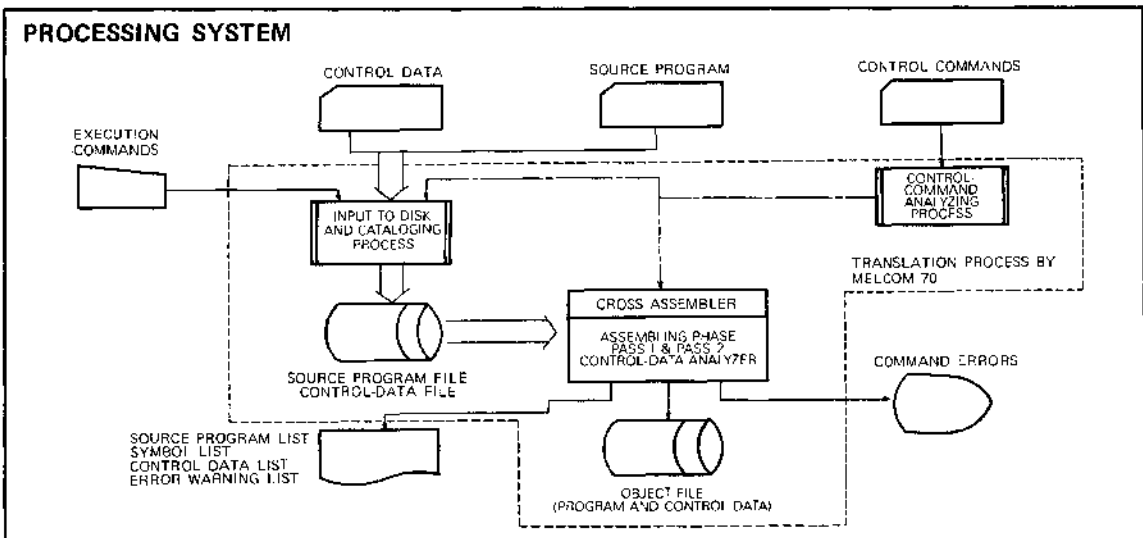 PROCESSING SYSTEM
CONTROL DATA
SOURCE PROGRAM
CONTROL COMMANDS
EXECUTION
COMMANDS
INPUT TO DISK
AND CATALOGING
PROCESS
CONTROL-
COMMAND
ANALYZING
PROCESS
TRANSLATION PROCESS BY
MELCOM 70
CROSS ASSEMBLER
ASSEMBLING PHASE
PASS 1 & PASS 2
CONTROL-DATA ANALYZER
SOURCE PROGRAM FILE
CONTROL-DATA FILE
COMMAND ERRORS
SOURCE PROGRAM LIST
SYMBOL LIST
CONTROL DATA LIST
ERROR WARNING LIST
OBJECT FILE
(PROGRAM AND CONTROL DATA)